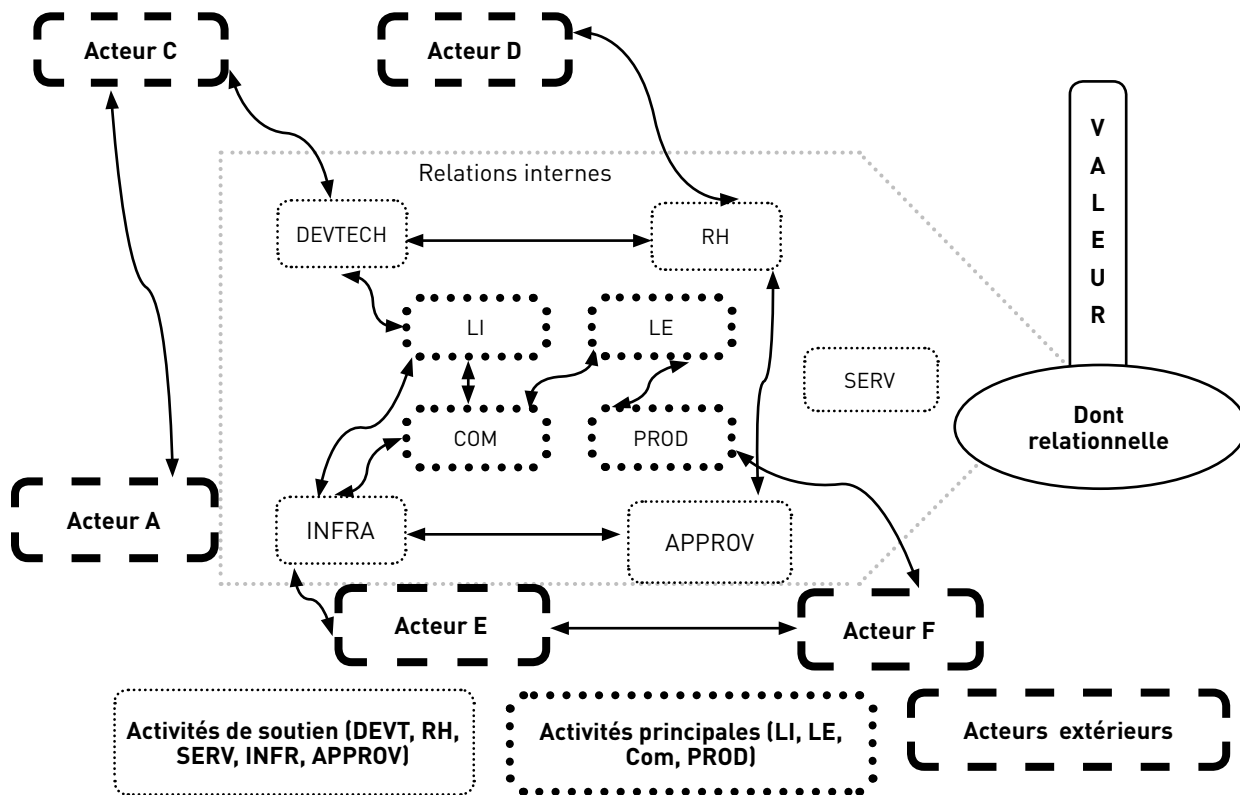 Acteur C
Acteur D
Relations internes
DEVTECH
RH
LI
LE
SERV
COM
PROD
INFRA
APPROV
Acteur A
Acteur E
Acteur F
V
A
L
E
U
R
Dont
relationnelle
Activités de soutien (DEVT, RH,
SERV, INFR, APPROV)
Activités principales (LI, LE,
Com, PROD)
Acteurs extérieurs